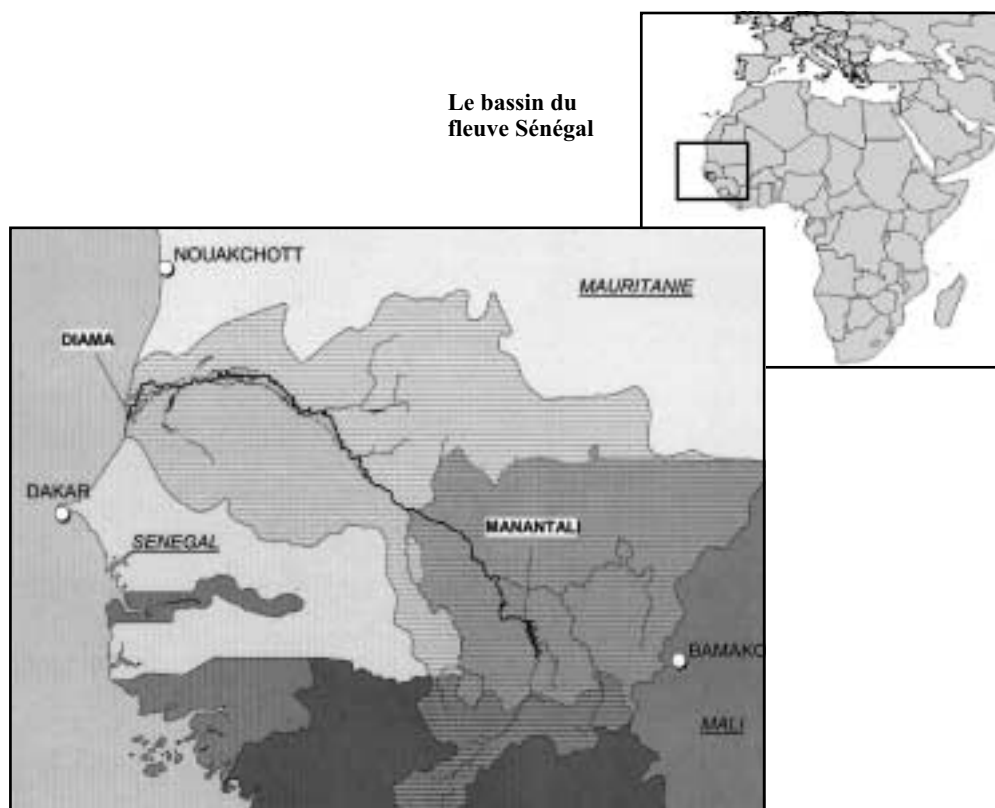 Le bassin du
fleuve Sénégal
NOUAKCHOTT
MAURITANIE
DIAMA
DAKAR
SENEGAL
MANANTALI
BAMAKO
MALI